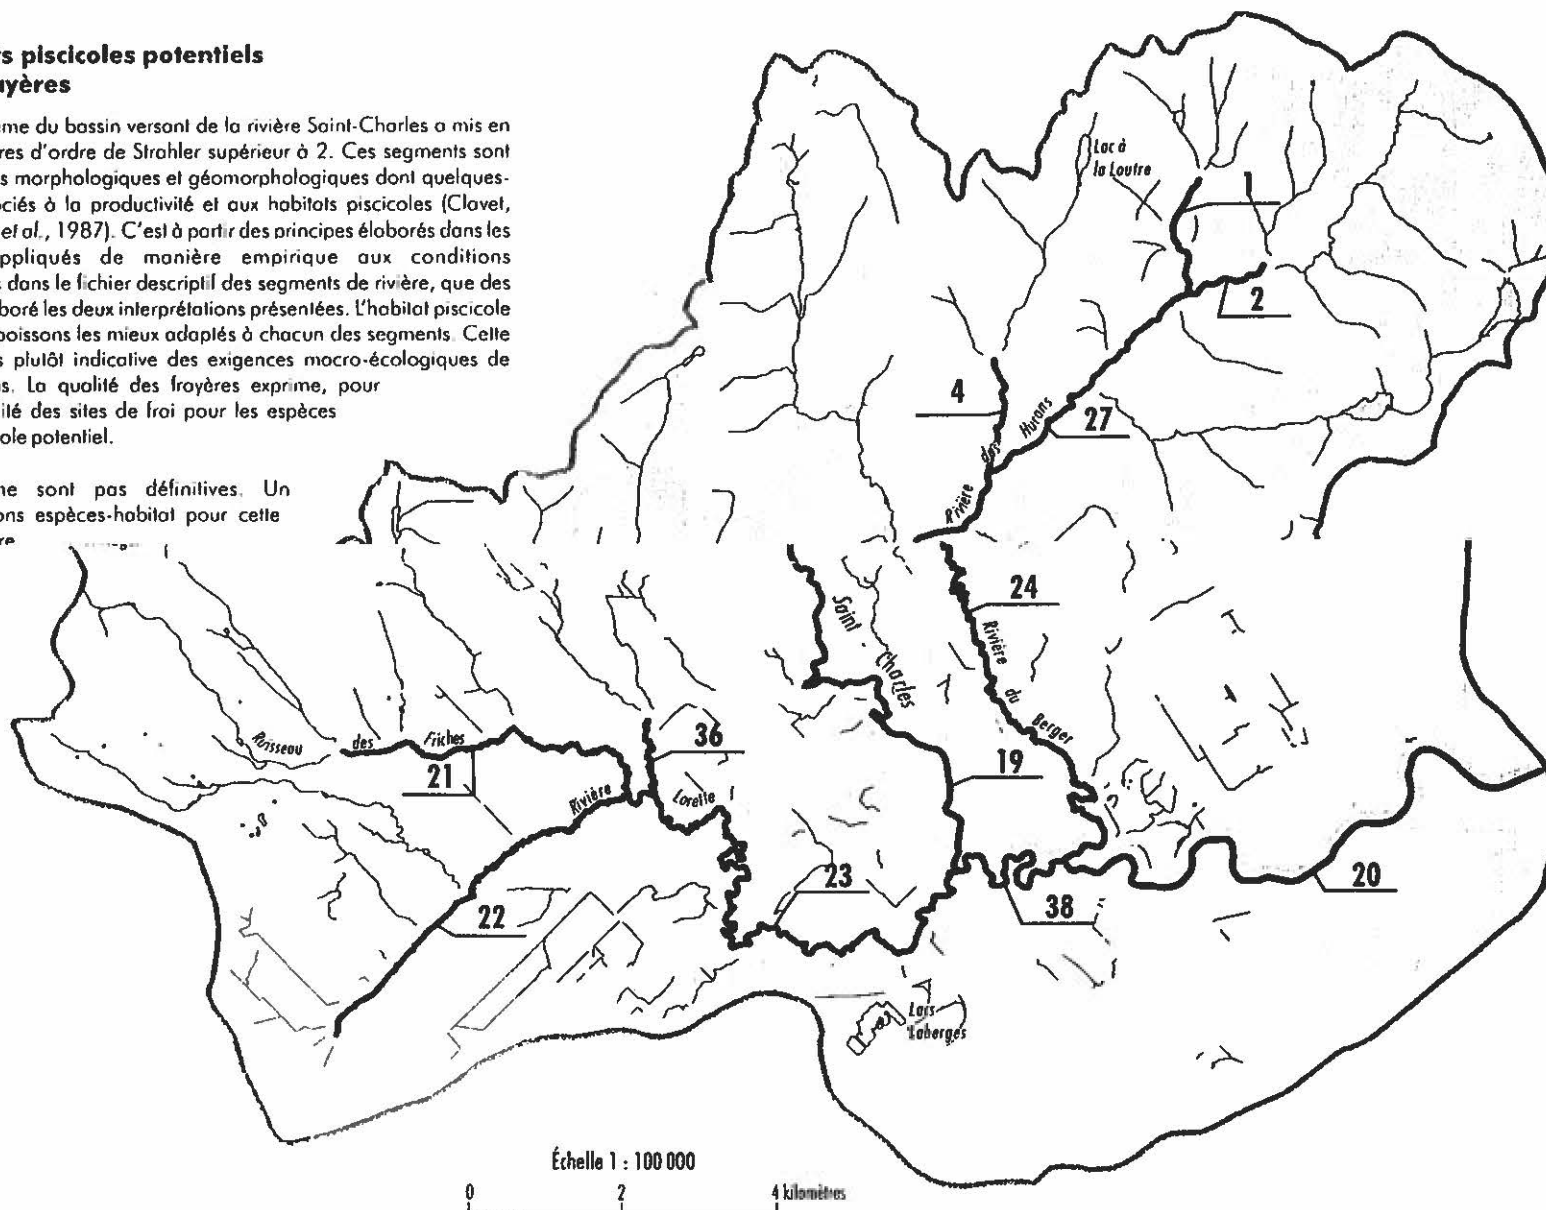 rs piscicoles potentiels
ayères
me du bassin versant de la rivière Saint-Charles a mis en
res d'ordre de Strahler supérieur à 2. Ces segments sont
s morphologiques et géomorphologiques dont quelques-
ociés à la productivité et aux habitats piscicoles (Clavet,
et al., 1987). C'est à partir des principes élaborés dans les
appliqués de manière empirique aux conditions
s dans le fichier descriptif des segments de rivière, que des
boré les deux interprétations présentées. L'habitat piscicole
poissons les mieux adaptés à chacun des segments. Cette
s plutôt indicative des exigences macro-écologiques de
s. La qualité des frayères exprime, pour
ilité des sites de frai pour les espèces
ole potentiel.
ne sont pas définitives. Un
ons espèces-habitat pour cette
re
Lac à
la Loutre
1
2
4
27
Rivière des Hurons
24
Saint-Charles
Rivière du Berger
Ruisseau des Friches
36
21
19
Rivière Lorette
23
20
38
22
Lacs
Laberges
Échelle 1 : 100 000
0 2 4 kilomètres